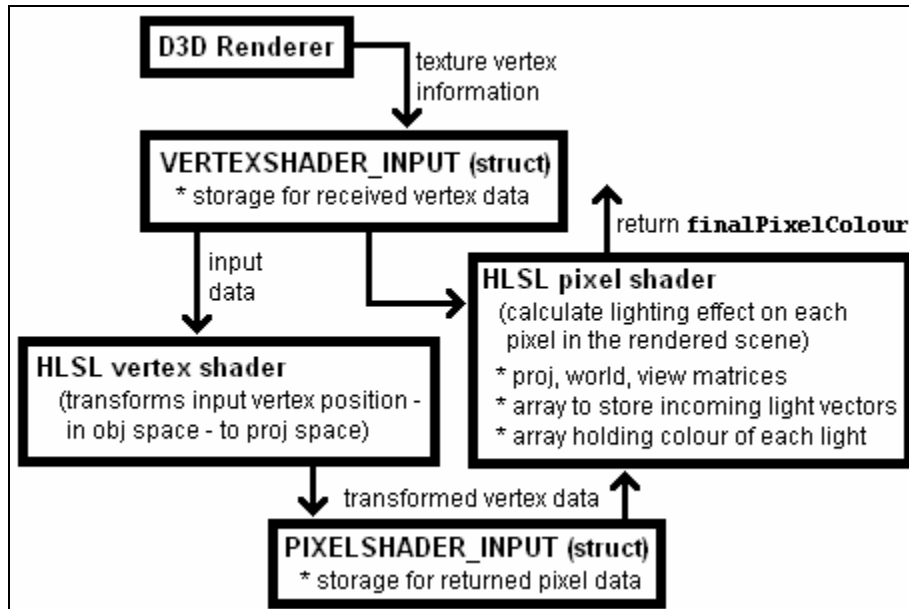 D3D Renderer
texture vertex
information
VERTEXSHADER_INPUT (struct)
* storage for received vertex data
return finalPixelColour
input
data
HLSL pixel shader
(calculate lighting effect on each
pixel in the rendered scene)
* proj, world, view matrices
* array to store incoming light vectors
* array holding colour of each light
HLSL vertex shader
(transforms input vertex position -
in obj space - to proj space)
transformed vertex data
PIXELSHADER_INPUT (struct)
* storage for returned pixel data